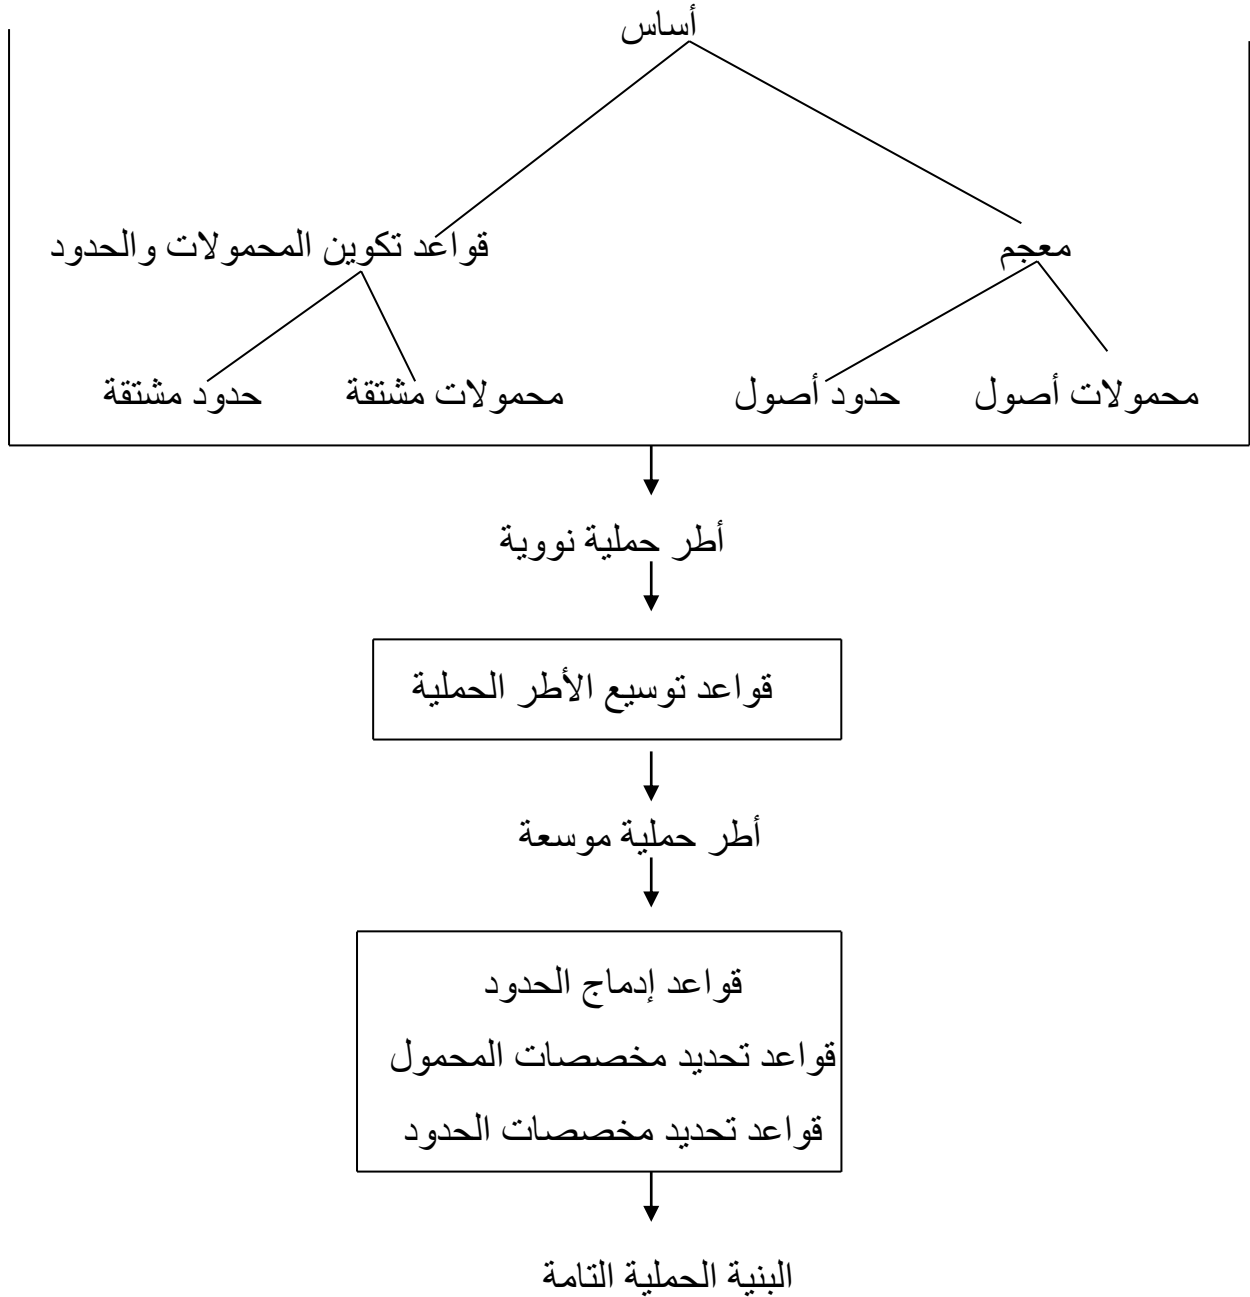 أساس
معجم
قواعد تكوين المحمولات والحدود
محمولات أصول
حدود أصول
محمولات مشتقة
حدود مشتقة
أطر حملية نووية
قواعد توسيع الأطر الحملية
أطر حملية موسعة
قواعد إدماج الحدود
قواعد تحديد مخصصات المحمول
قواعد تحديد مخصصات الحدود
البنية الحملية التامة